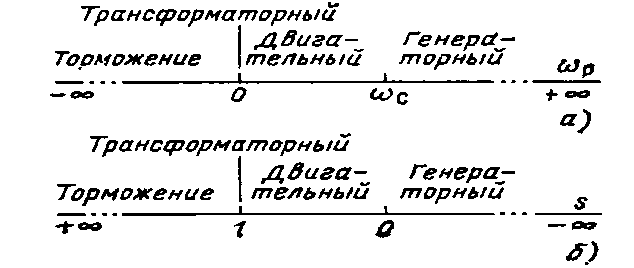 Трансформаторный
Двига- Генера-
Торможение тельный торный ωр
-∞ 0 ωс +∞
а)
Трансформаторный
Двига- Генера-
Торможение тельный торный s
+∞ 1 0 -∞
б)